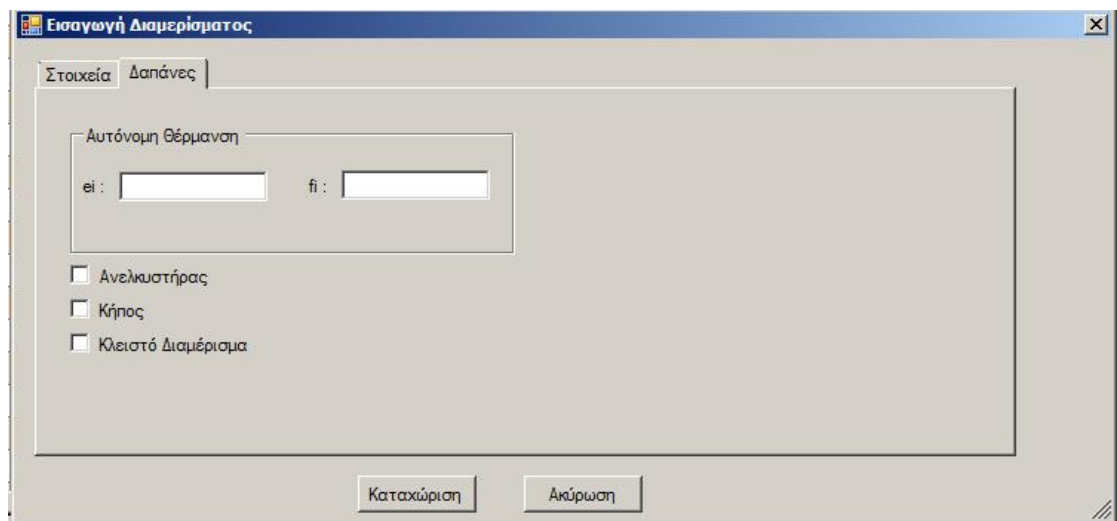 Εισαγωγή Διαμερίσματος
Στοιχεία Δαπάνες
Αυτόνομη Θέρμανση
ei : fi :
Ανελκυστήρας
Κήπος
Κλειστό Διαμέρισμα
Καταχώριση Ακύρωση